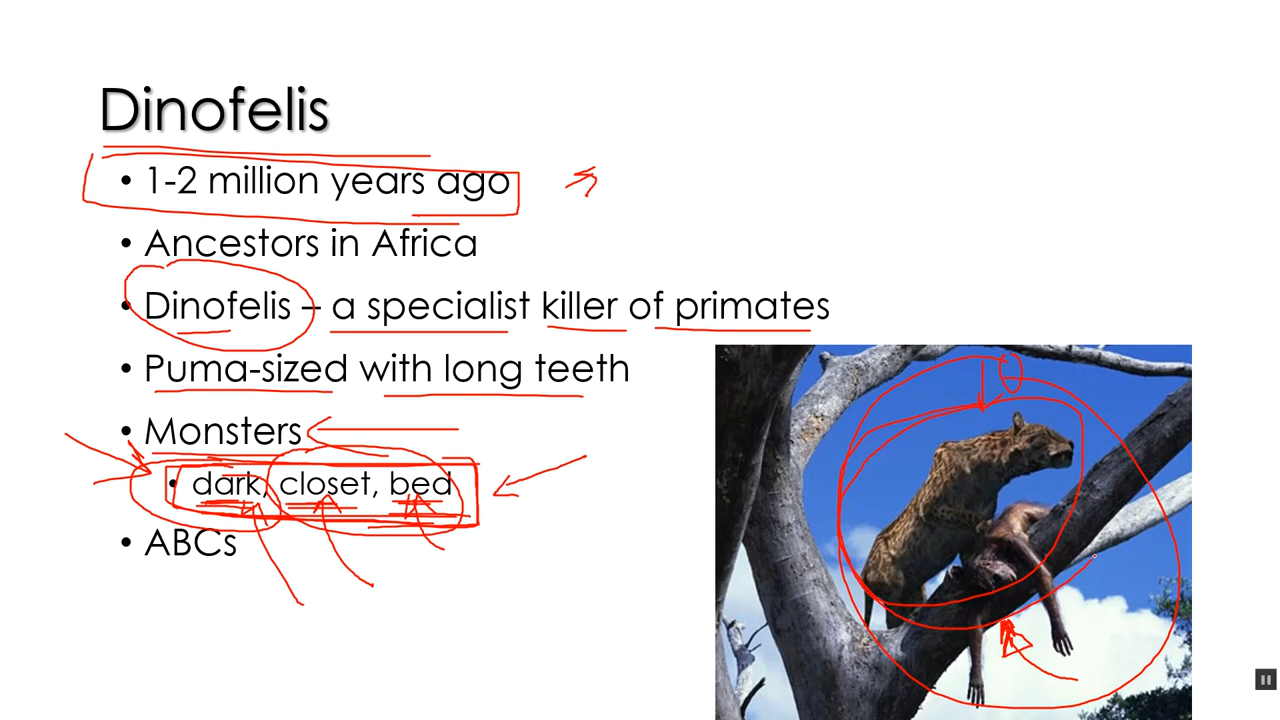 Dinofelis
• 1-2 million years ago
• Ancestors in Africa
• Dinofelis – a specialist killer of primates
• Puma-sized with long teeth
• Monsters
• dark, closet, bed
• ABCs